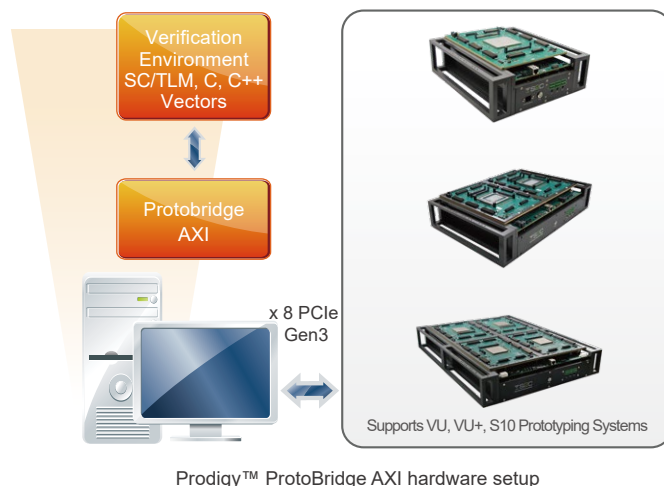 Verification
Environment
SC/TLM, C, C++
Vectors
Protobridge
AXI
x 8 PCIe
Gen3
Supports VU, VU+, S10 Prototyping Systems
Prodigy™ ProtoBridge AXI hardware setup